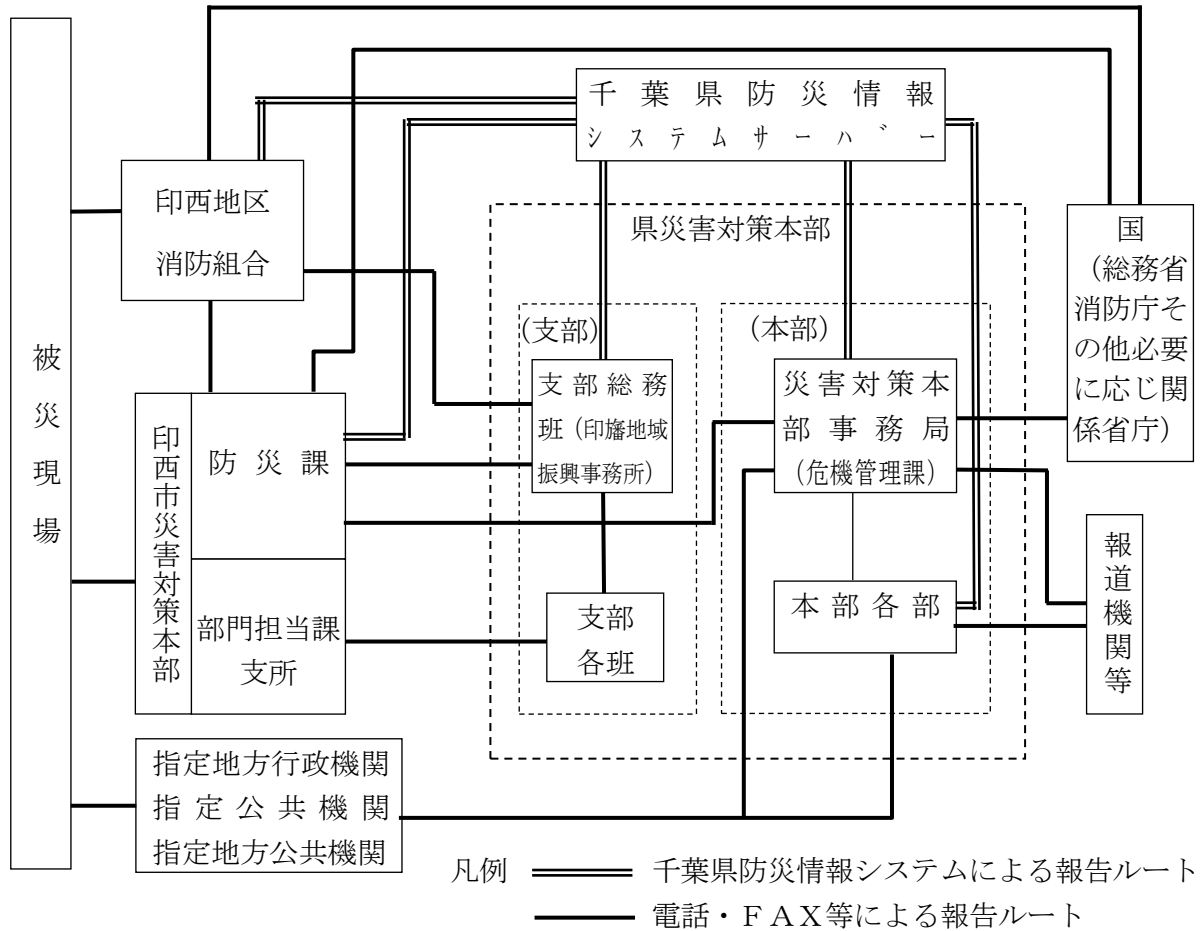 千葉県防災情報
システムサーバー
印西地区
消防組合
県災害対策本部
国
(総務省
消防庁そ
の他必要
に応じ関
係省庁)
(支部)
(本部)
被災現場
支部総務
班(印旛地域
振興事務所)
災害対策本
部事務局
(危機管理課)
印西市災害対策本部
防災課
報道機関等
部門担当課
支所
支部
各班
本部各部
指定地方行政機関
指定公共機関
指定地方公共機関
凡例
千葉県防災情報システムによる報告ルート
電話・FAX等による報告ルート